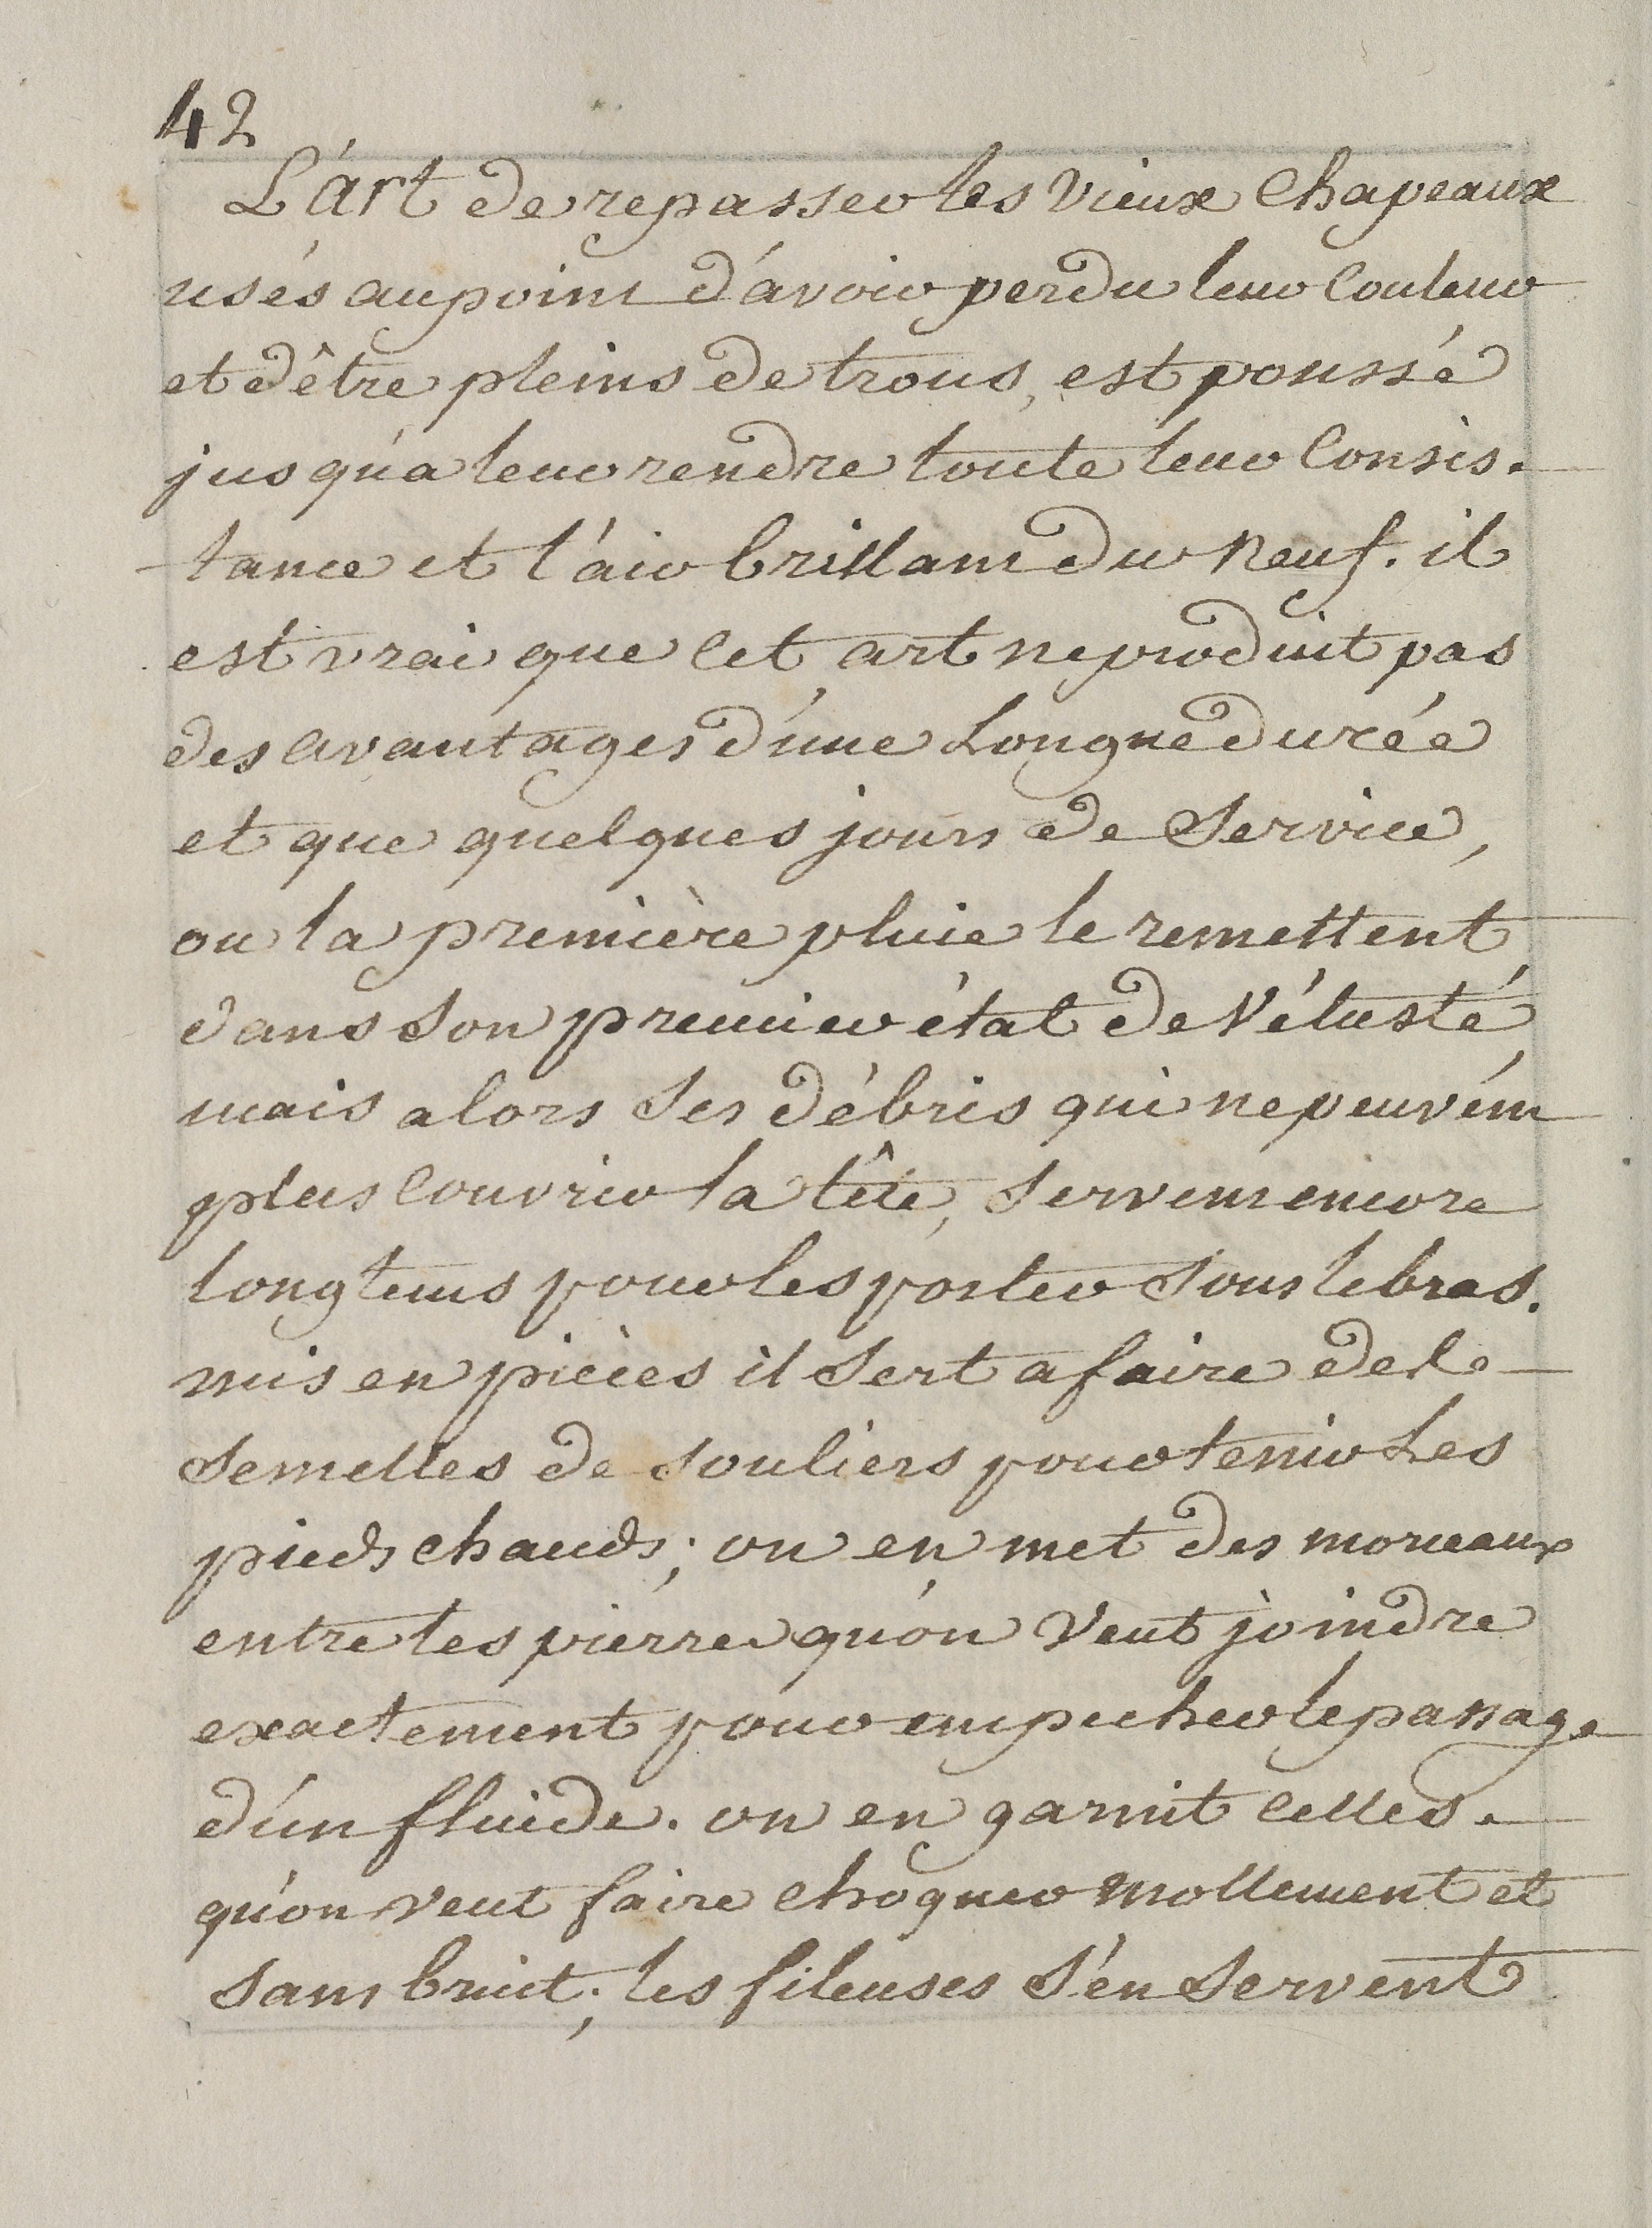 42
L'art de repasser les vieux Chapeaux
usés au point d'avoir perdu leur Couleur
et d'être pleins de trous, est poussé
jusqu'a leur rendre toute leur Consis-
tance et l'air brillant du neuf. il
est vrai que Cet art ne produit pas
des avantages d'une Longue durée
et que quelques jours de Service,
ou la première pluie le remettent
dans Son premier état de Vétusté,
mais alors Ses débris qui ne peuvent
plus Couvrir la tête, Servent encore
longtems pour les porter Sous le bras.
mis en pièces il Sert a faire de
Semelles de Souliers pour tenir Les
pieds chauds; on en met des morceaux
entre les pierres qu'on Veut joindre
exactement pour empecher le passage
d'un fluide. on en garnit Celles
qu'on veut faire Choquer mollement et
Sans bruit; les fileuses S'en Servent